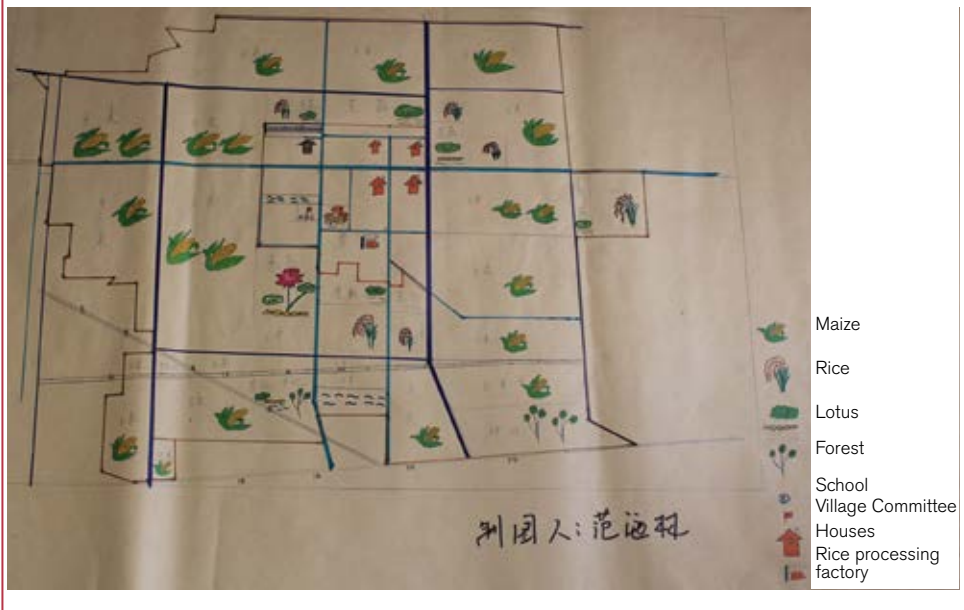 制图人:范海林
Maize
Rice
Lotus
Forest
School
Village Committee
Houses
Rice processing
factory